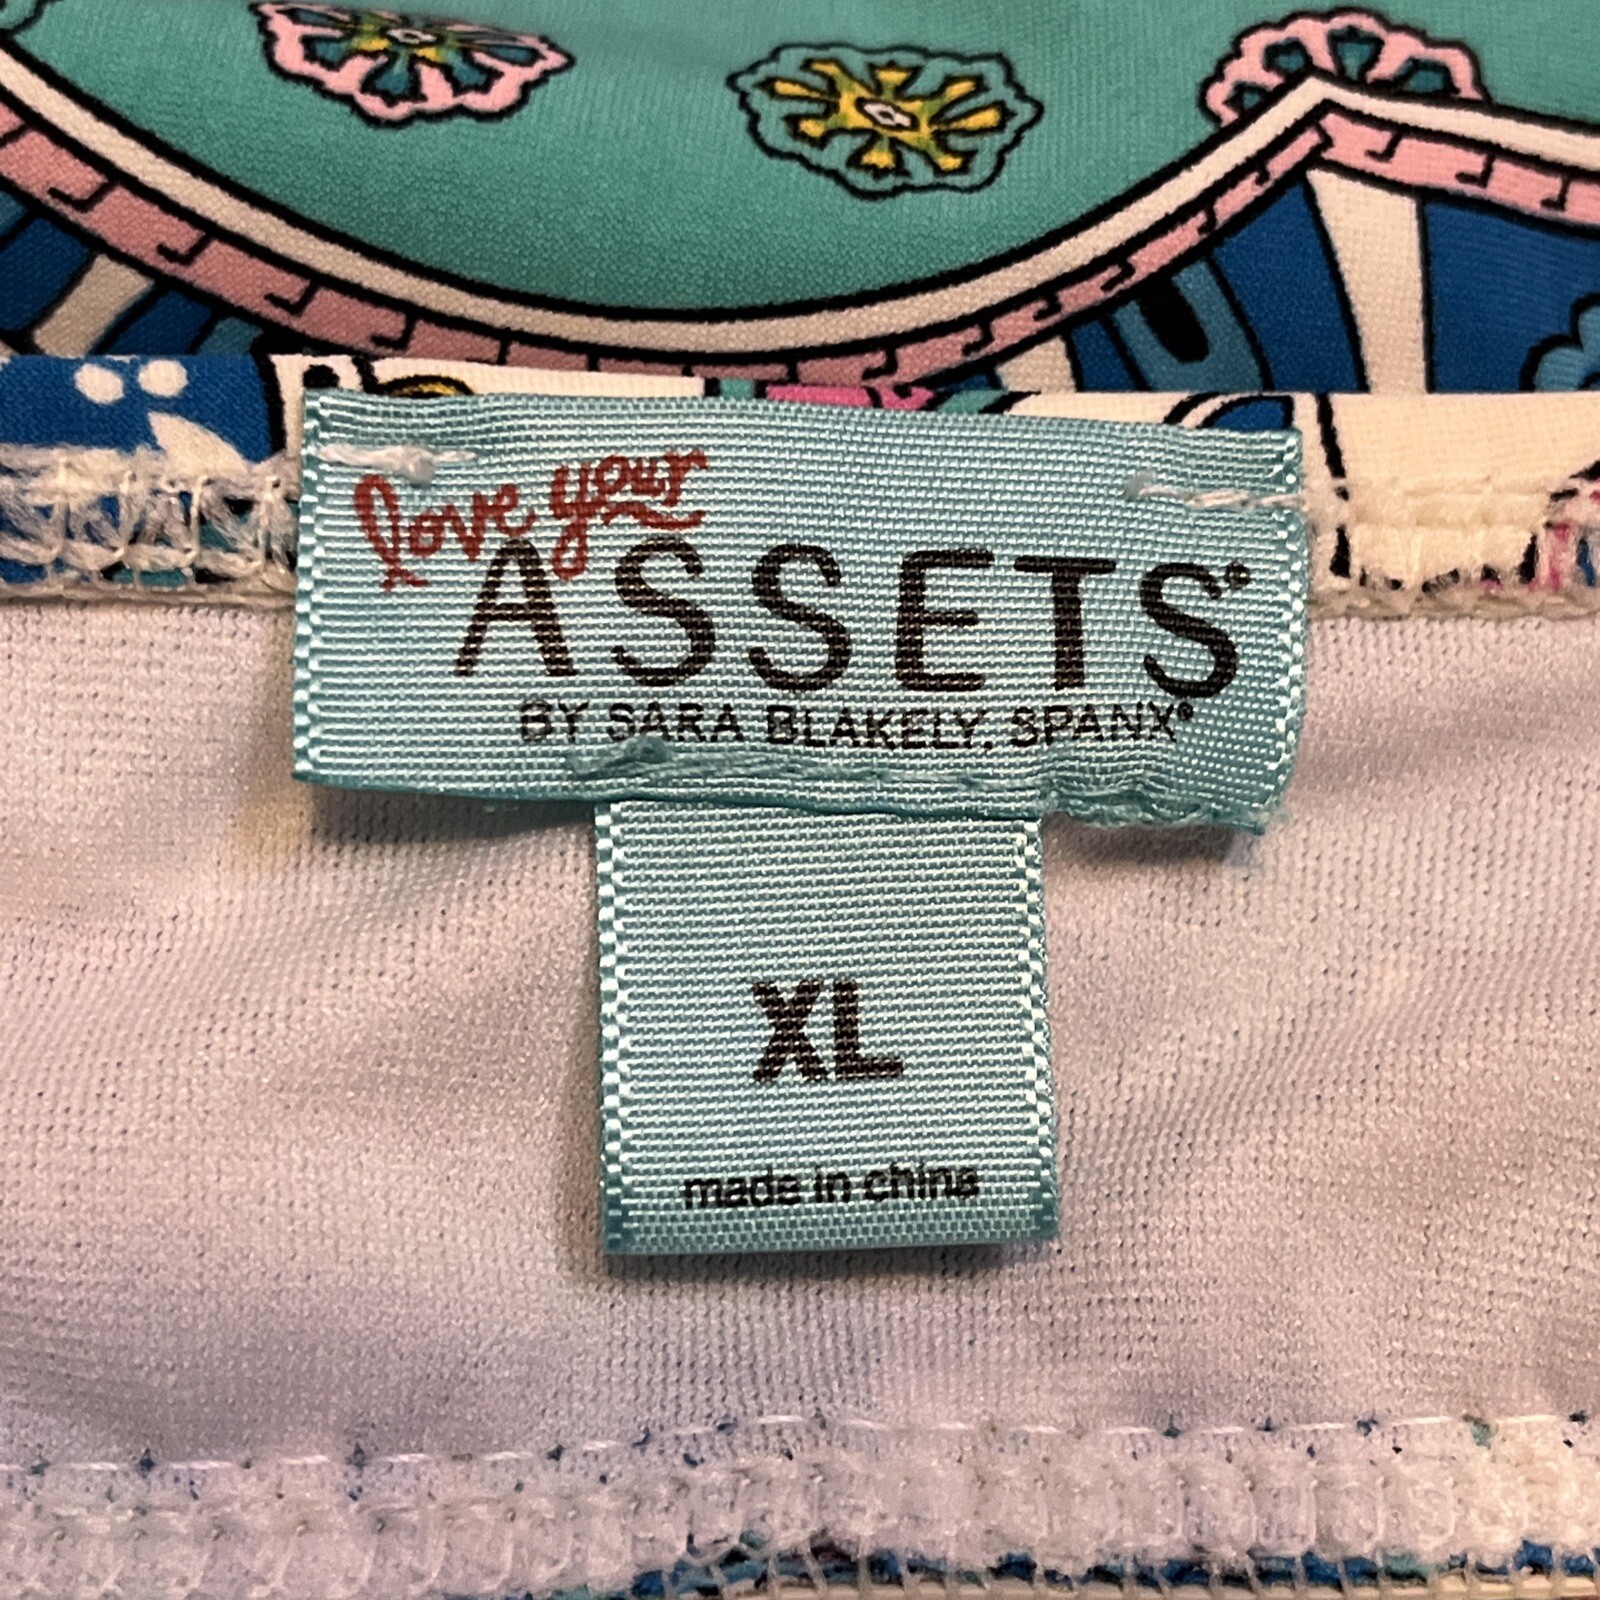 love your
ASSETS®
BY SARA BLAKELY, SPANX®
XL
made in china